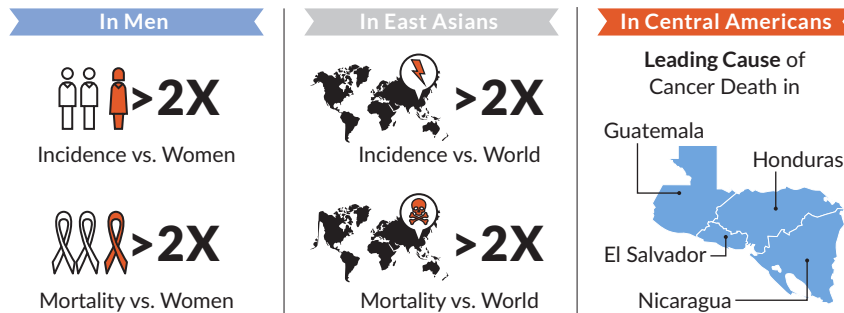 In Men
>2X
Incidence vs. Women
>2X
Mortality vs. Women
In East Asians
>2X
Incidence vs. World
>2X
Mortality vs. World
In Central Americans
Leading Cause of
Cancer Death in
Guatemala
Honduras
El Salvador
Nicaragua